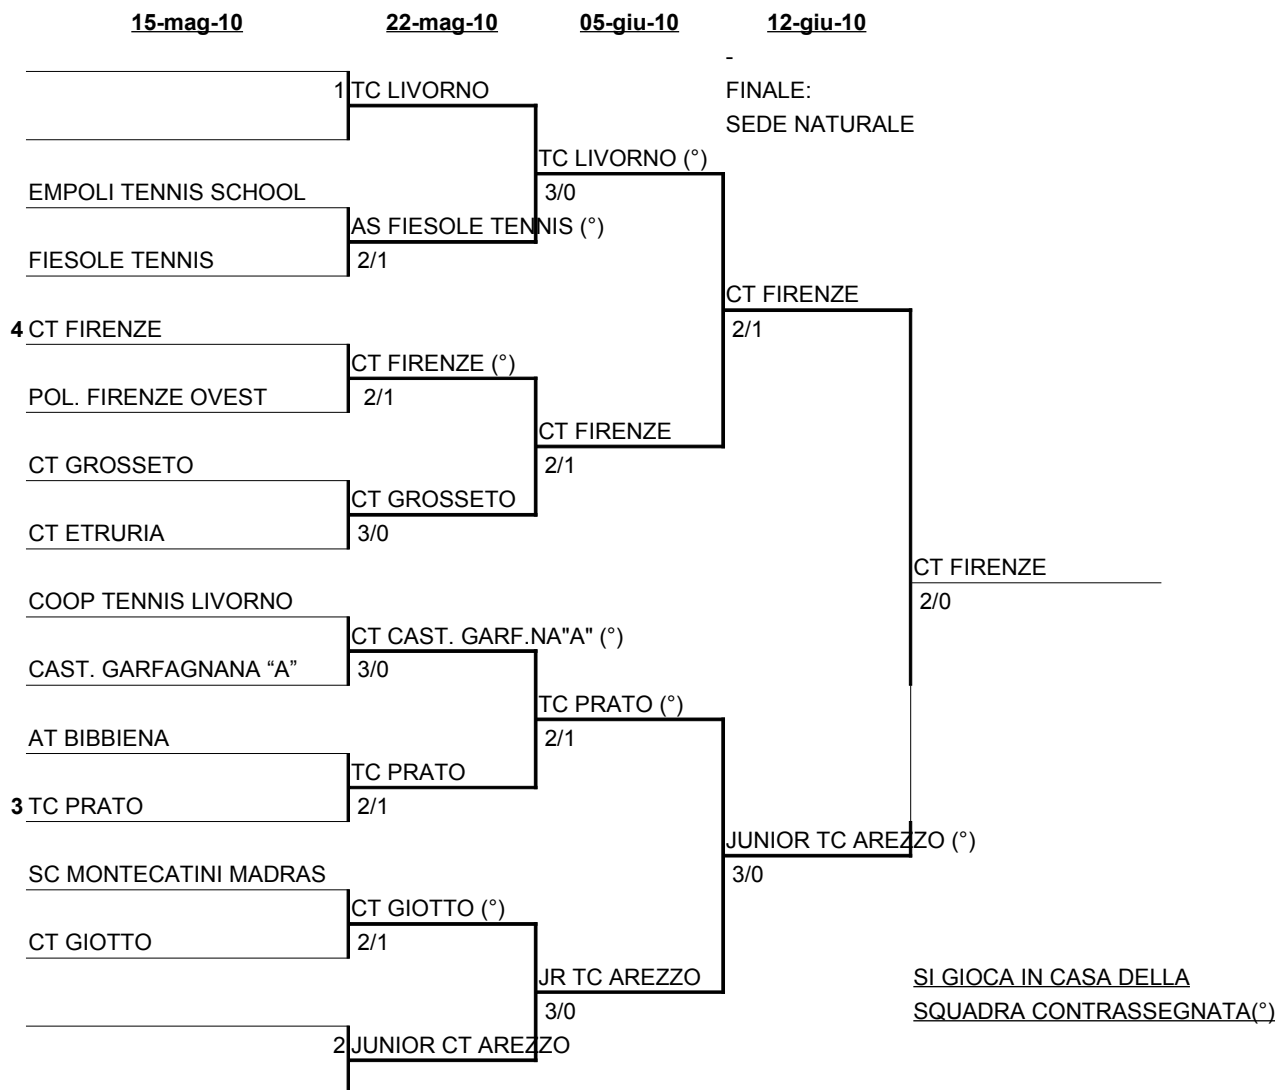 15-mag-10 22-mag-10 05-giu-10 12-giu-10
-
1 TC LIVORNO
FINALE:
SEDE NATURALE
TC LIVORNO (°)
EMPOLI TENNIS SCHOOL
3/0
AS FIESOLE TENNIS (°)
FIESOLE TENNIS
2/1
CT FIRENZE
4 CT FIRENZE
2/1
CT FIRENZE (°)
POL. FIRENZE OVEST
2/1
CT FIRENZE
CT GROSSETO
2/1
CT GROSSETO
CT ETRURIA
3/0
CT FIRENZE
COOP TENNIS LIVORNO
2/0
CT CAST. GARF.NA"A" (°)
CAST. GARFAGNANA “A”
3/0
TC PRATO (°)
AT BIBBIENA
2/1
TC PRATO
3 TC PRATO
2/1
JUNIOR TC AREZZO (°)
SC MONTECATINI MADRAS
3/0
CT GIOTTO (°)
CT GIOTTO
2/1
JR TC AREZZO
SI GIOCA IN CASA DELLA
3/0
SQUADRA CONTRASSEGNATA(°)
2 JUNIOR CT AREZZO